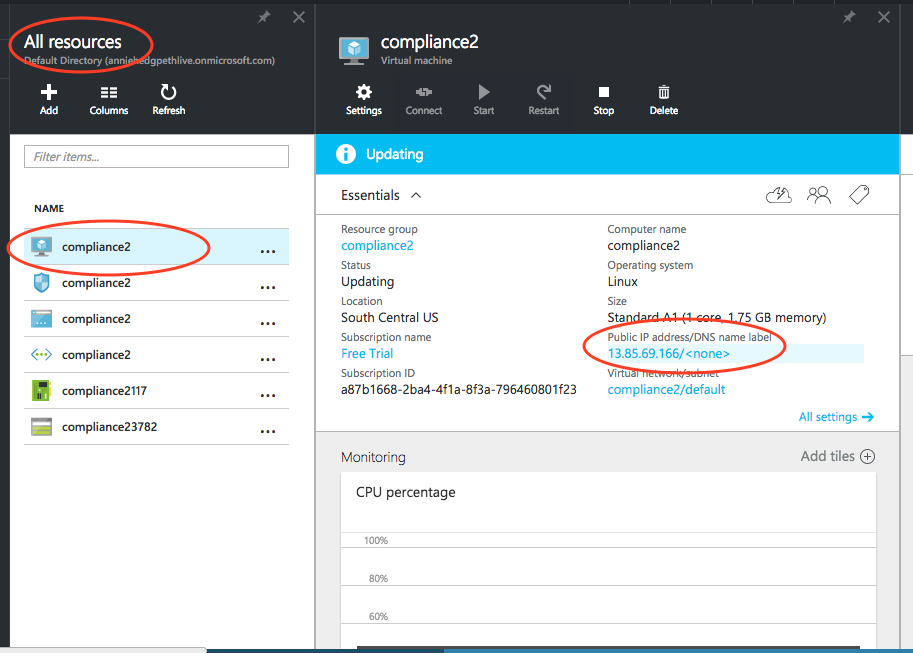 All resources
Default Directory (anniehedgpethlive.onmicrosoft.com)
Add
Columns
Refresh
Filter items...
NAME
compliance2
...
compliance2
...
compliance2
...
compliance2
...
compliance2117
...
compliance23782
...
compliance2
Virtual machine
Settings
Connect
Start
Restart
Stop
Delete
Updating
Essentials
Resource group
compliance2
Status
Updating
Location
South Central US
Subscription name
Free Trial
Subscription ID
a87b1668-2ba4-4f1a-8f3a-796460801f23
Computer name
compliance2
Operating system
Linux
Size
Standard A1 (1 core, 1.75 GB memory)
Public IP address/DNS name label
13.85.69.166/<none>
Virtual network/subnet
compliance2/default
All settings
Monitoring
Add tiles
CPU percentage
100%
80%
60%